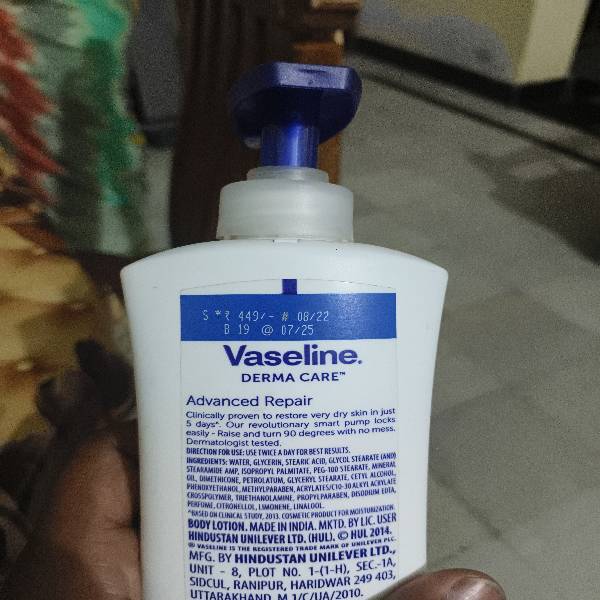 S *₹ 449/- # 08/22
B 19 @ 07/25
Vaseline.
DERMA CARE™
Advanced Repair
Clinically proven to restore very dry skin in just
5 days*. Our revolutionary smart pump locks
easily - Raise and turn 90 degrees with no mess.
Dermatologist tested.
DIRECTION FOR USE: USE TWICE A DAY FOR BEST RESULTS.
INGREDIENTS: WATER, GLYCERIN, STEARIC ACID, GLYCOL STEARATE (AND)
STEARAMIDE AMP, ISOPROPYL PALMITATE, PEG-100 STEARATE, MINERAL
OIL, DIMETHICONE, PETROLATUM, GLYCERYL STEARATE, CETYL ALCOHOL,
PHENOXYETHANOL, METHYLPARABEN, ACRYLATES/C10-30 ALKYL ACRYLATE
CROSSPOLYMER, TRIETHANOLAMINE, PROPYLPARABEN, DISODIUM EDTA,
PERFUME, CITRONELLOL, LIMONENE, LINALOOL.
*BASED ON CLINICAL STUDY, 2013. COSMETIC PRODUCT FOR MOISTURIZATION.
BODY LOTION. MADE IN INDIA. MKTD. BY LIC. USER
HINDUSTAN UNILEVER LTD. (HUL). © HUL 2014.
® VASELINE IS THE REGISTERED TRADE MARK OF UNILEVER PLC.
MFG. BY HINDUSTAN UNILEVER LTD.,
UNIT - 8, PLOT NO. 1-(1-H), SEC.-1A,
SIDCUL, RANIPUR, HARIDWAR 249 403,
UTTARAKHAND. M.1/C/UA/2010.